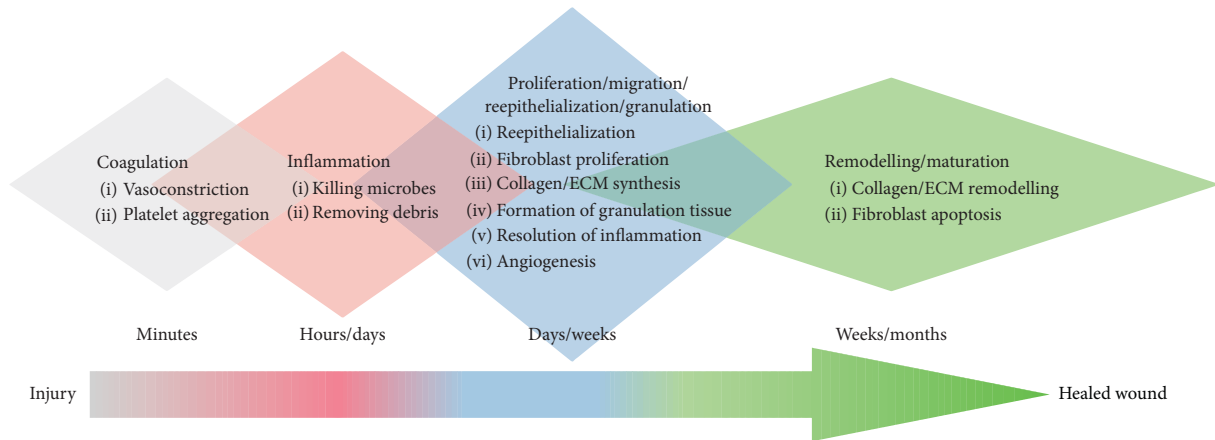 Coagulation
(i) Vasoconstriction
(ii) Platelet aggregation
Inflammation
(i) Killing microbes
(ii) Removing debris
Proliferation/migration/
reepithelialization/granulation
(i) Reepithelialization
(ii) Fibroblast proliferation
(iii) Collagen/ECM synthesis
(iv) Formation of granulation tissue
(v) Resolution of inflammation
(vi) Angiogenesis
Remodelling/maturation
(i) Collagen/ECM remodelling
(ii) Fibroblast apoptosis
Minutes
Hours/days
Days/weeks
Weeks/months
Injury
Healed wound